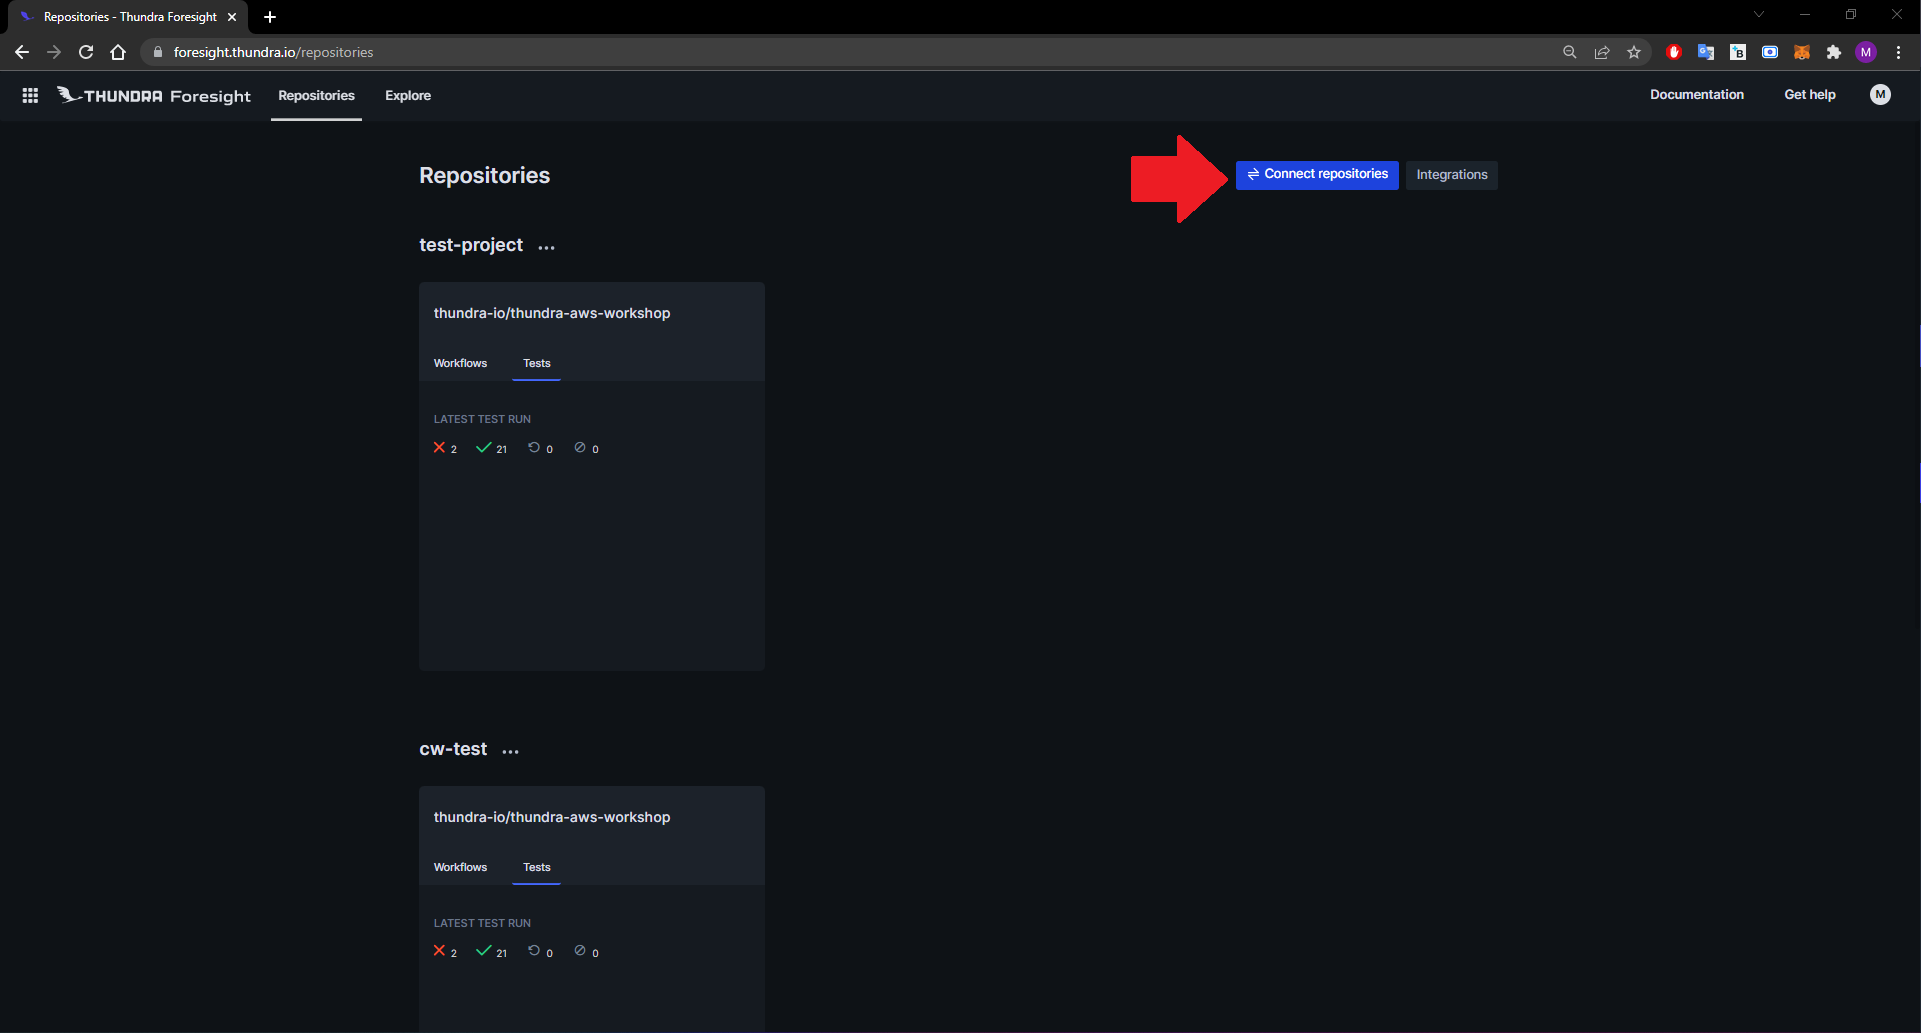 Repositories - Thundra Foresight
foresight.thundra.io/repositories
M
THUNDRA Foresight Repositories Explore Documentation Get help M
Repositories Connect repositories Integrations
test-project ...
thundra-io/thundra-aws-workshop
Workflows Tests
LATEST TEST RUN
2 21 0 0
cw-test ...
thundra-io/thundra-aws-workshop
Workflows Tests
LATEST TEST RUN
2 21 0 0